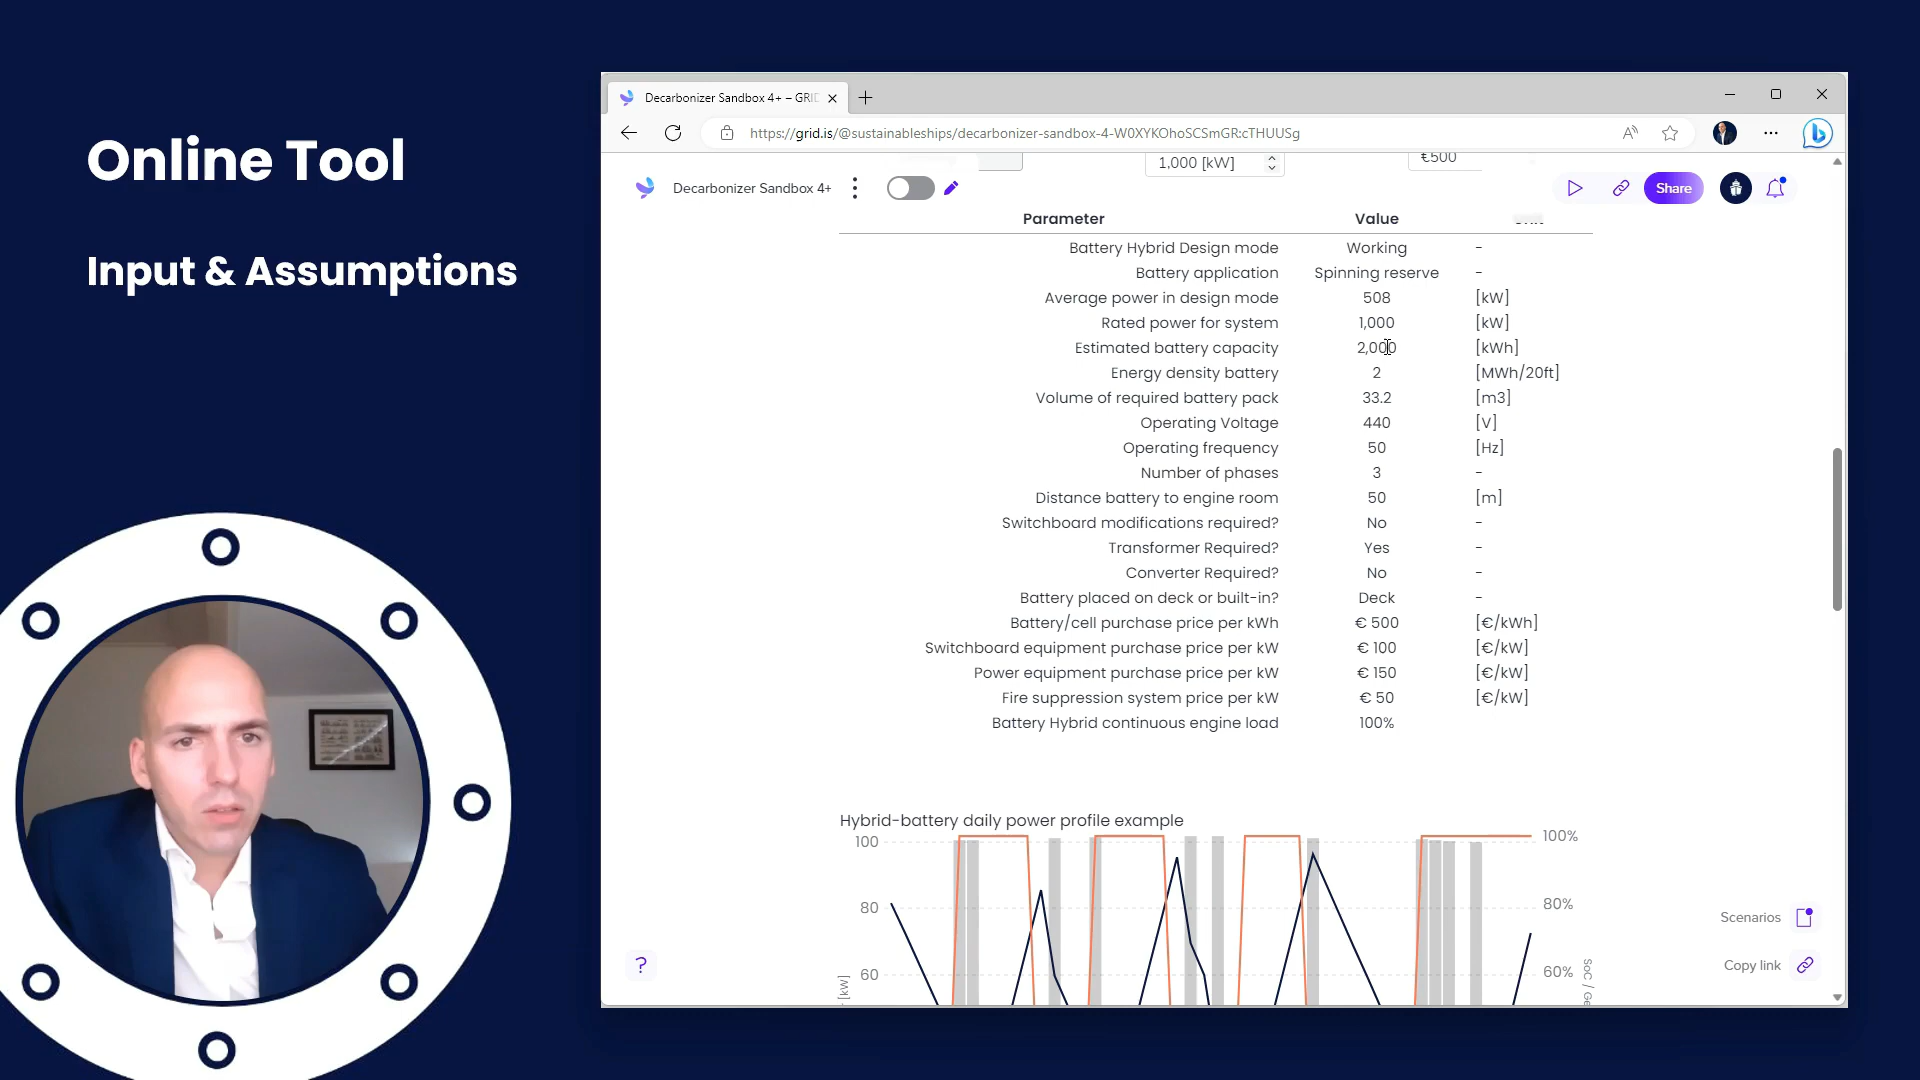 Online Tool
Input & Assumptions
Decarbonizer Sandbox 4+ – GRID
https://grid.is/@sustainableships/decarbonizer-sandbox-4-W0XYKOhoSCSmGR:cTHUUSg
1,000 [kW]
€500
Decarbonizer Sandbox 4+
Share
Parameter Value
Battery Hybrid Design mode Working -
Battery application Spinning reserve -
Average power in design mode 508 [kW]
Rated power for system 1,000 [kW]
Estimated battery capacity 2,000 [kWh]
Energy density battery 2 [MWh/20ft]
Volume of required battery pack 33.2 [m3]
Operating Voltage 440 [V]
Operating frequency 50 [Hz]
Number of phases 3 -
Distance battery to engine room 50 [m]
Switchboard modifications required? No -
Transformer Required? Yes -
Converter Required? No -
Battery placed on deck or built-in? Deck -
Battery/cell purchase price per kWh € 500 [€/kWh]
Switchboard equipment purchase price per kW € 100 [€/kW]
Power equipment purchase price per kW € 150 [€/kW]
Fire suppression system price per kW € 50 [€/kW]
Battery Hybrid continuous engine load 100%
Hybrid-battery daily power profile example
100 100%
80 80%
60 60%
[kW]
SoC / Ge
Scenarios
Copy link
?